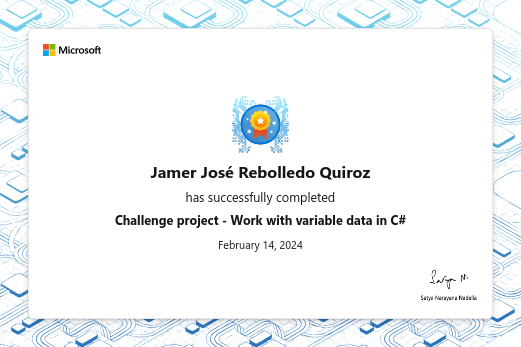 Microsoft
Jamer José Rebolledo Quiroz
has successfully completed
Challenge project - Work with variable data in C#
February 14, 2024
Satya N.
Satya Narayana Nadella